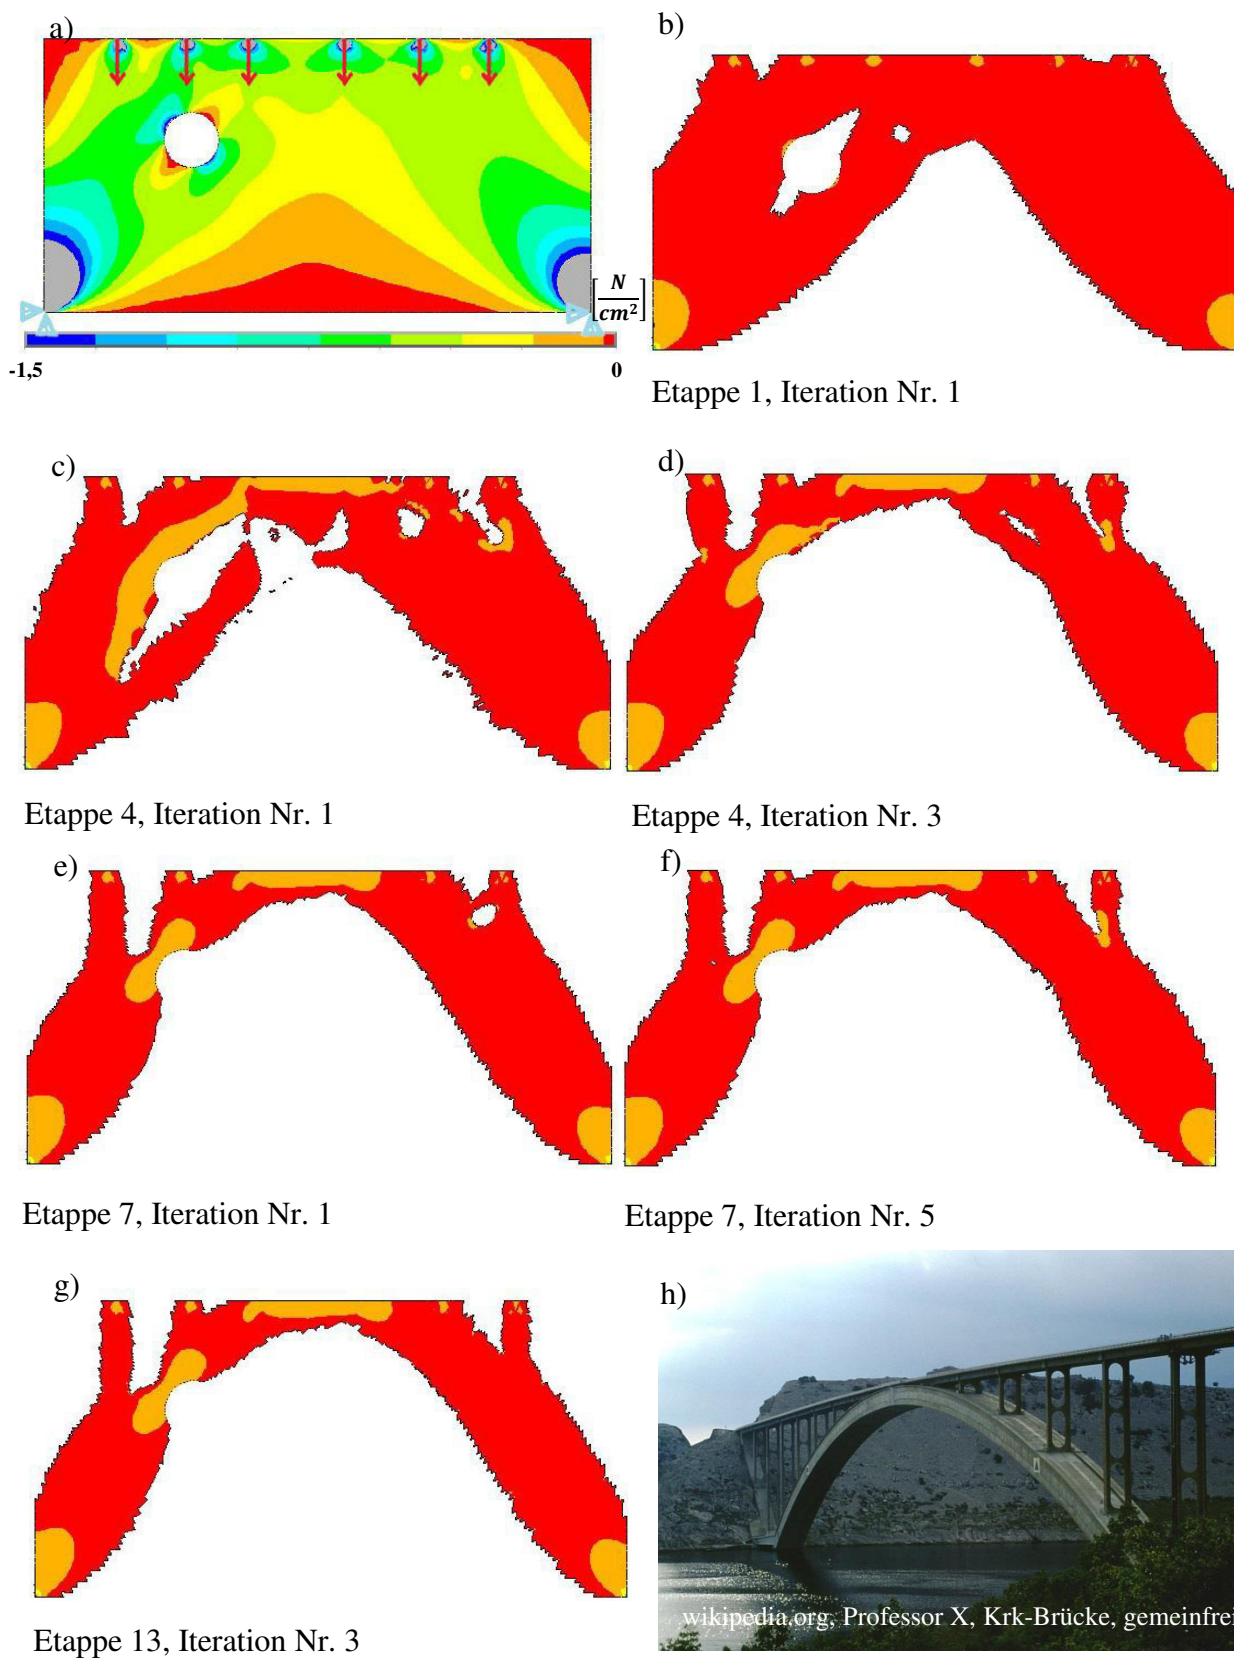 a)
b)
[N/cm²]
-1,5
0
Etappe 1, Iteration Nr. 1
c)
d)
Etappe 4, Iteration Nr. 1
Etappe 4, Iteration Nr. 3
e)
f)
Etappe 7, Iteration Nr. 1
Etappe 7, Iteration Nr. 5
g)
h)
wikipedia.org, Professor X, Krk-Brücke, gemeinfrei
Etappe 13, Iteration Nr. 3